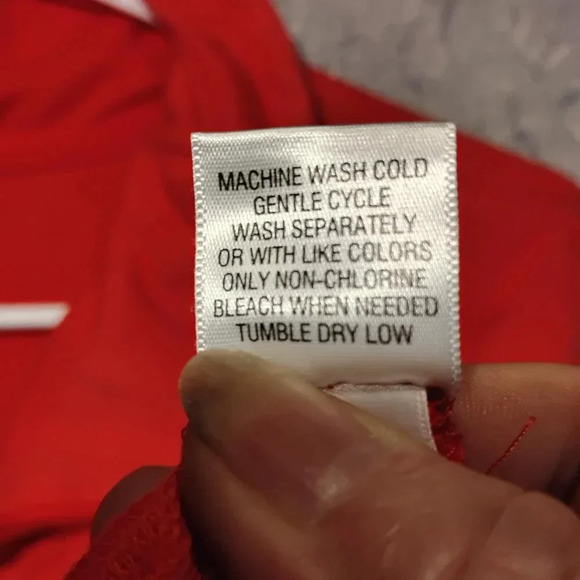 MACHINE WASH COLD
GENTLE CYCLE
WASH SEPARATELY
OR WITH LIKE COLORS
ONLY NON-CHLORINE
BLEACH WHEN NEEDED
TUMBLE DRY LOW